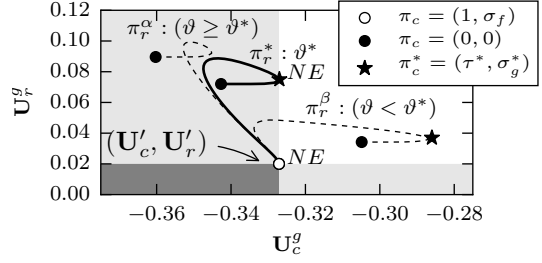 π_r^α : (ϑ ≥ ϑ*)
π_r^* : ϑ*
NE
π_c = (1, σ_f)
π_c = (0, 0)
π_c^* = (τ*, σ_g^*)
π_r^β : (ϑ < ϑ*)
(U′_c, U′_r)
NE
0.12
0.10
0.08
0.06
0.04
0.02
0.00
U_r^g
−0.36
−0.34
−0.32
−0.30
−0.28
U_c^g